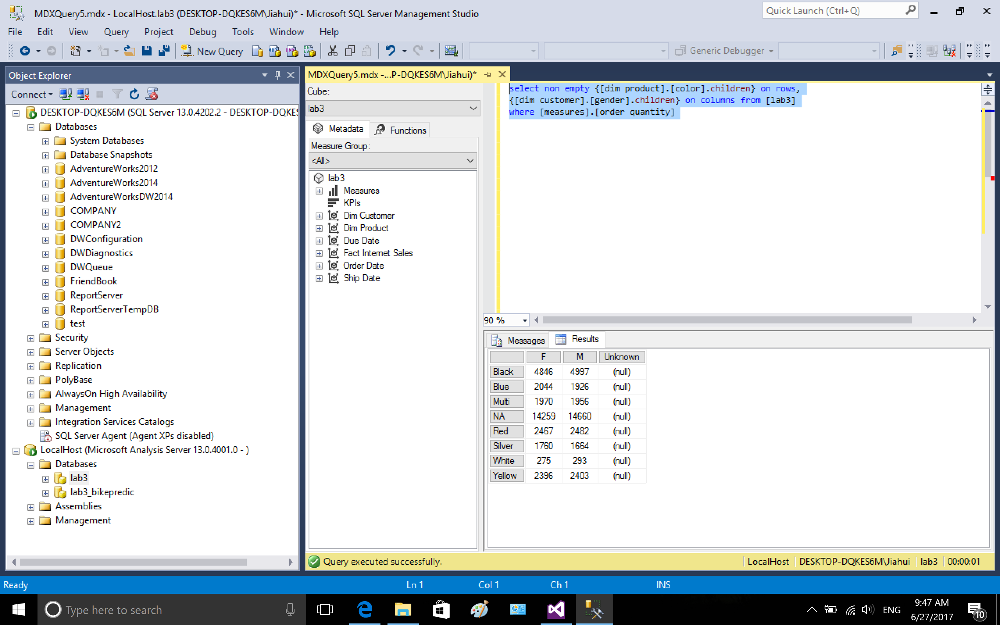 MDXQuery5.mdx - LocalHost.lab3 (DESKTOP-DQKES6M\Jiahui)* - Microsoft SQL Server Management Studio
Quick Launch (Ctrl+Q)
File Edit View Query Project Debug Tools Window Help
New Query
Generic Debugger
Object Explorer
Connect
DESKTOP-DQKES6M (SQL Server 13.0.4202.2 - DESKTOP-DQKE
Databases
System Databases
Database Snapshots
AdventureWorks2012
AdventureWorks2014
AdventureWorksDW2014
COMPANY
COMPANY2
DWConfiguration
DWDiagnostics
DWQueue
FriendBook
ReportServer
ReportServerTempDB
test
Security
Server Objects
Replication
PolyBase
AlwaysOn High Availability
Management
Integration Services Catalogs
SQL Server Agent (Agent XPs disabled)
LocalHost (Microsoft Analysis Server 13.0.4001.0 - )
Databases
lab3
lab3_bikepredic
Assemblies
Management
MDXQuery5.mdx -...P-DQKES6M\Jiahui)*
Cube:
lab3
Metadata Functions
Measure Group:
<All>
lab3
Measures
KPIs
Dim Customer
Dim Product
Due Date
Fact Internet Sales
Order Date
Ship Date
select non empty {[dim product].[color].children} on rows,
{[dim customer].[gender].children} on columns from [lab3]
where [measures].[order quantity]
90 %
Messages Results
F M Unknown
Black 4846 4997 (null)
Blue 2044 1926 (null)
Multi 1970 1956 (null)
NA 14259 14660 (null)
Red 2467 2482 (null)
Silver 1760 1664 (null)
White 275 293 (null)
Yellow 2396 2403 (null)
Query executed successfully.
LocalHost DESKTOP-DQKES6M\Jiahui lab3 00:00:01
Ready Ln 1 Col 1 Ch 1 INS
Type here to search
ENG
9:47 AM
6/27/2017
10